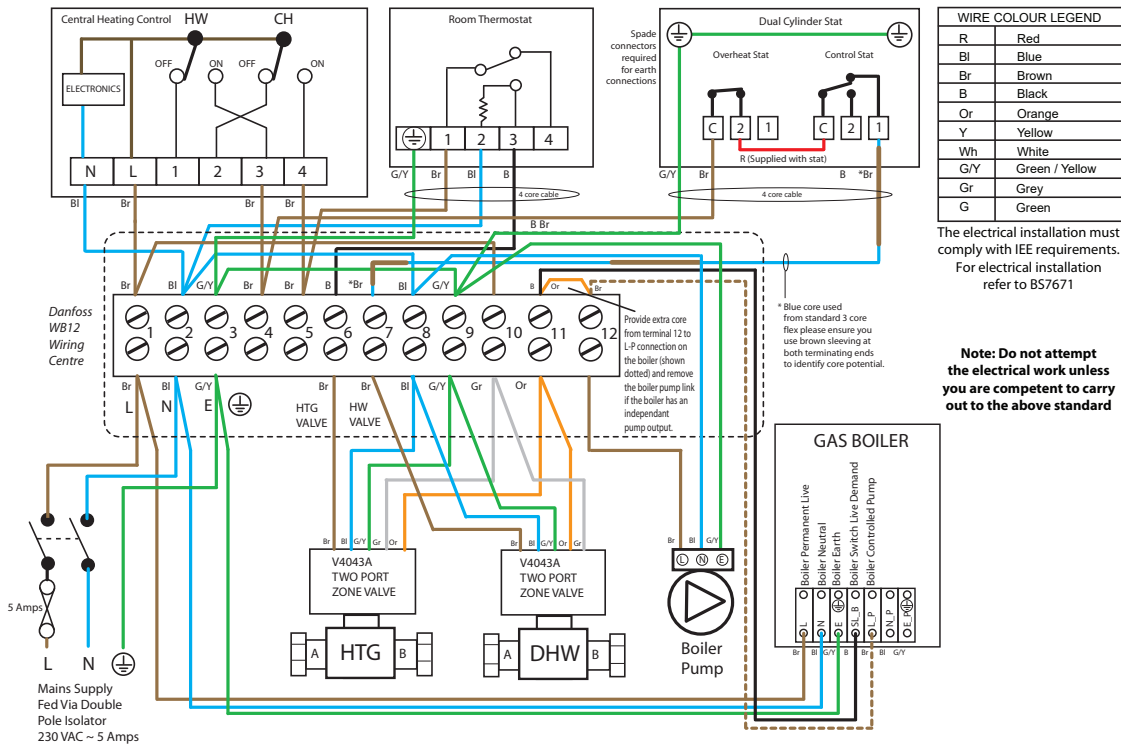 Central Heating Control
HW
CH
OFF
ON
OFF
ON
ELECTRONICS
N L 1 2 3 4
Bl
Br
Br
Br
Room Thermostat
1 2 3 4
G/Y
Br
Bl
B
4 core cable
Dual Cylinder Stat
Spade
connectors
required
for earth
connections
Overheat Stat
Control Stat
C 2 1
C 2 1
R (Supplied with stat)
G/Y
Br
B
*Br
4 core cable
B Br
WIRE COLOUR LEGEND
R Red
Bl Blue
Br Brown
B Black
Or Orange
Y Yellow
Wh White
G/Y Green / Yellow
Gr Grey
G Green
The electrical installation must
comply with IEE requirements.
For electrical installation
refer to BS7671
Note: Do not attempt
the electrical work unless
you are competent to carry
out to the above standard
* Blue core used
from standard 3 core
flex please ensure you
use brown sleeving at
both terminating ends
to identify core potential.
Br Bl G/Y Br Br B *Br Bl G/Y B Or Br
Danfoss
WB12
Wiring
Centre
1 2 3 4 5 6 7 8 9 10 11 12
Provide extra core
from terminal 12 to
L-P connection on
the boiler (shown
dotted) and remove
the boiler pump link
if the boiler has an
independant
pump output.
Br Bl G/Y Br Br Bl G/Y Gr Or
L N E
HTG
VALVE
HW
VALVE
5 Amps
L N
Mains Supply
Fed Via Double
Pole Isolator
230 VAC ~ 5 Amps
Br Bl G/Y Gr Or
V4043A
TWO PORT
ZONE VALVE
A HTG B
Br Bl G/Y Or Gr
V4043A
TWO PORT
ZONE VALVE
A DHW B
Br Bl G/Y
L N E
Boiler
Pump
GAS BOILER
Boiler Permanent Live
Boiler Neutral
Boiler Earth
Boiler Switch Live Demand
Boiler Controlled Pump
L N E SL_B L_P N_P E_P
Br Bl G/Y B Br Bl G/Y